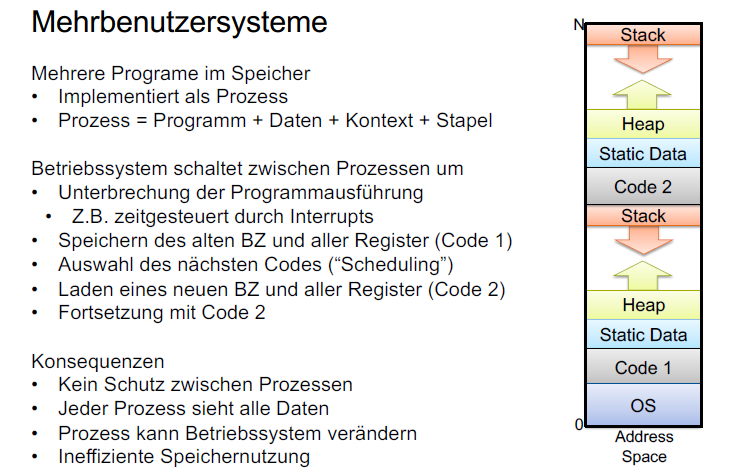 Mehrbenutzersysteme
Mehrere Programe im Speicher
• Implementiert als Prozess
• Prozess = Programm + Daten + Kontext + Stapel
Betriebssystem schaltet zwischen Prozessen um
• Unterbrechung der Programmausführung
• Z.B. zeitgesteuert durch Interrupts
• Speichern des alten BZ und aller Register (Code 1)
• Auswahl des nächsten Codes (“Scheduling”)
• Laden eines neuen BZ und aller Register (Code 2)
• Fortsetzung mit Code 2
Konsequenzen
• Kein Schutz zwischen Prozessen
• Jeder Prozess sieht alle Daten
• Prozess kann Betriebssystem verändern
• Ineffiziente Speichernutzung
N
Stack
Heap
Static Data
Code 2
Stack
Heap
Static Data
Code 1
OS
0
Address
Space